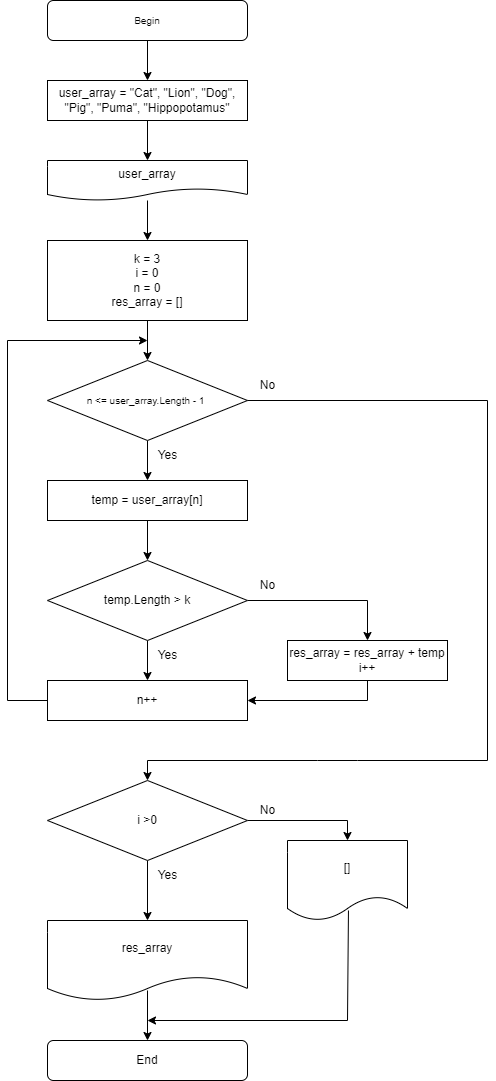 Begin
user_array = "Cat", "Lion", "Dog",
"Pig", "Puma", "Hippopotamus"
user_array
k = 3
i = 0
n = 0
res_array = []
n <= user_array.Length - 1
No
Yes
temp = user_array[n]
temp.Length > k
No
Yes
res_array = res_array + temp
i++
n++
i >0
No
Yes
[]
res_array
End